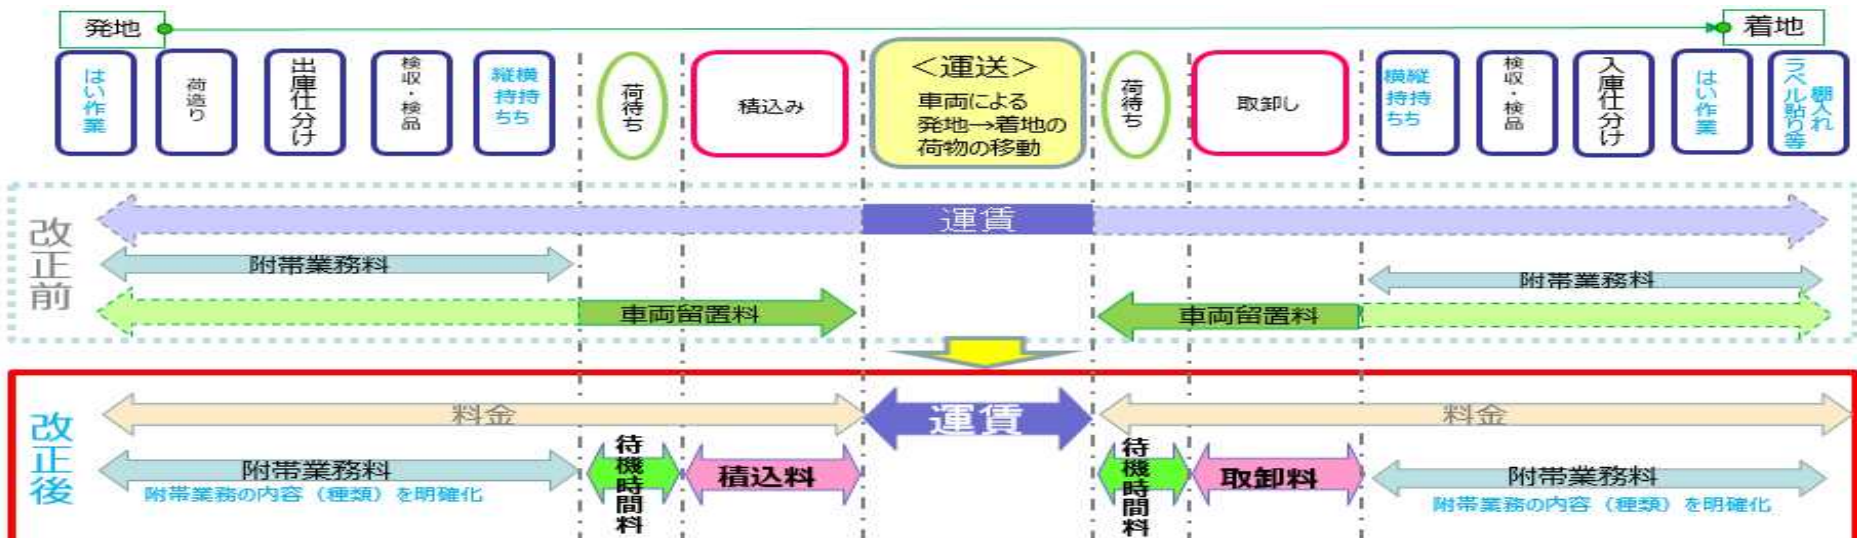 発地
着地
はい作業
荷造り
出庫仕分け
検収・検品
横持ち
縦持ち
荷待ち
積込み
＜運送＞
車両による
発地→着地の
荷物の移動
荷待ち
取卸し
縦持ち
横持ち
検収・検品
入庫仕分け
はい作業
棚入れ
ラベル貼り等
改正前
運賃
附帯業務料
附帯業務料
車両留置料
車両留置料
改正後
料金
運賃
料金
附帯業務料
附帯業務の内容（種類）を明確化
待機時間料
積込料
待機時間料
取卸料
附帯業務料
附帯業務の内容（種類）を明確化